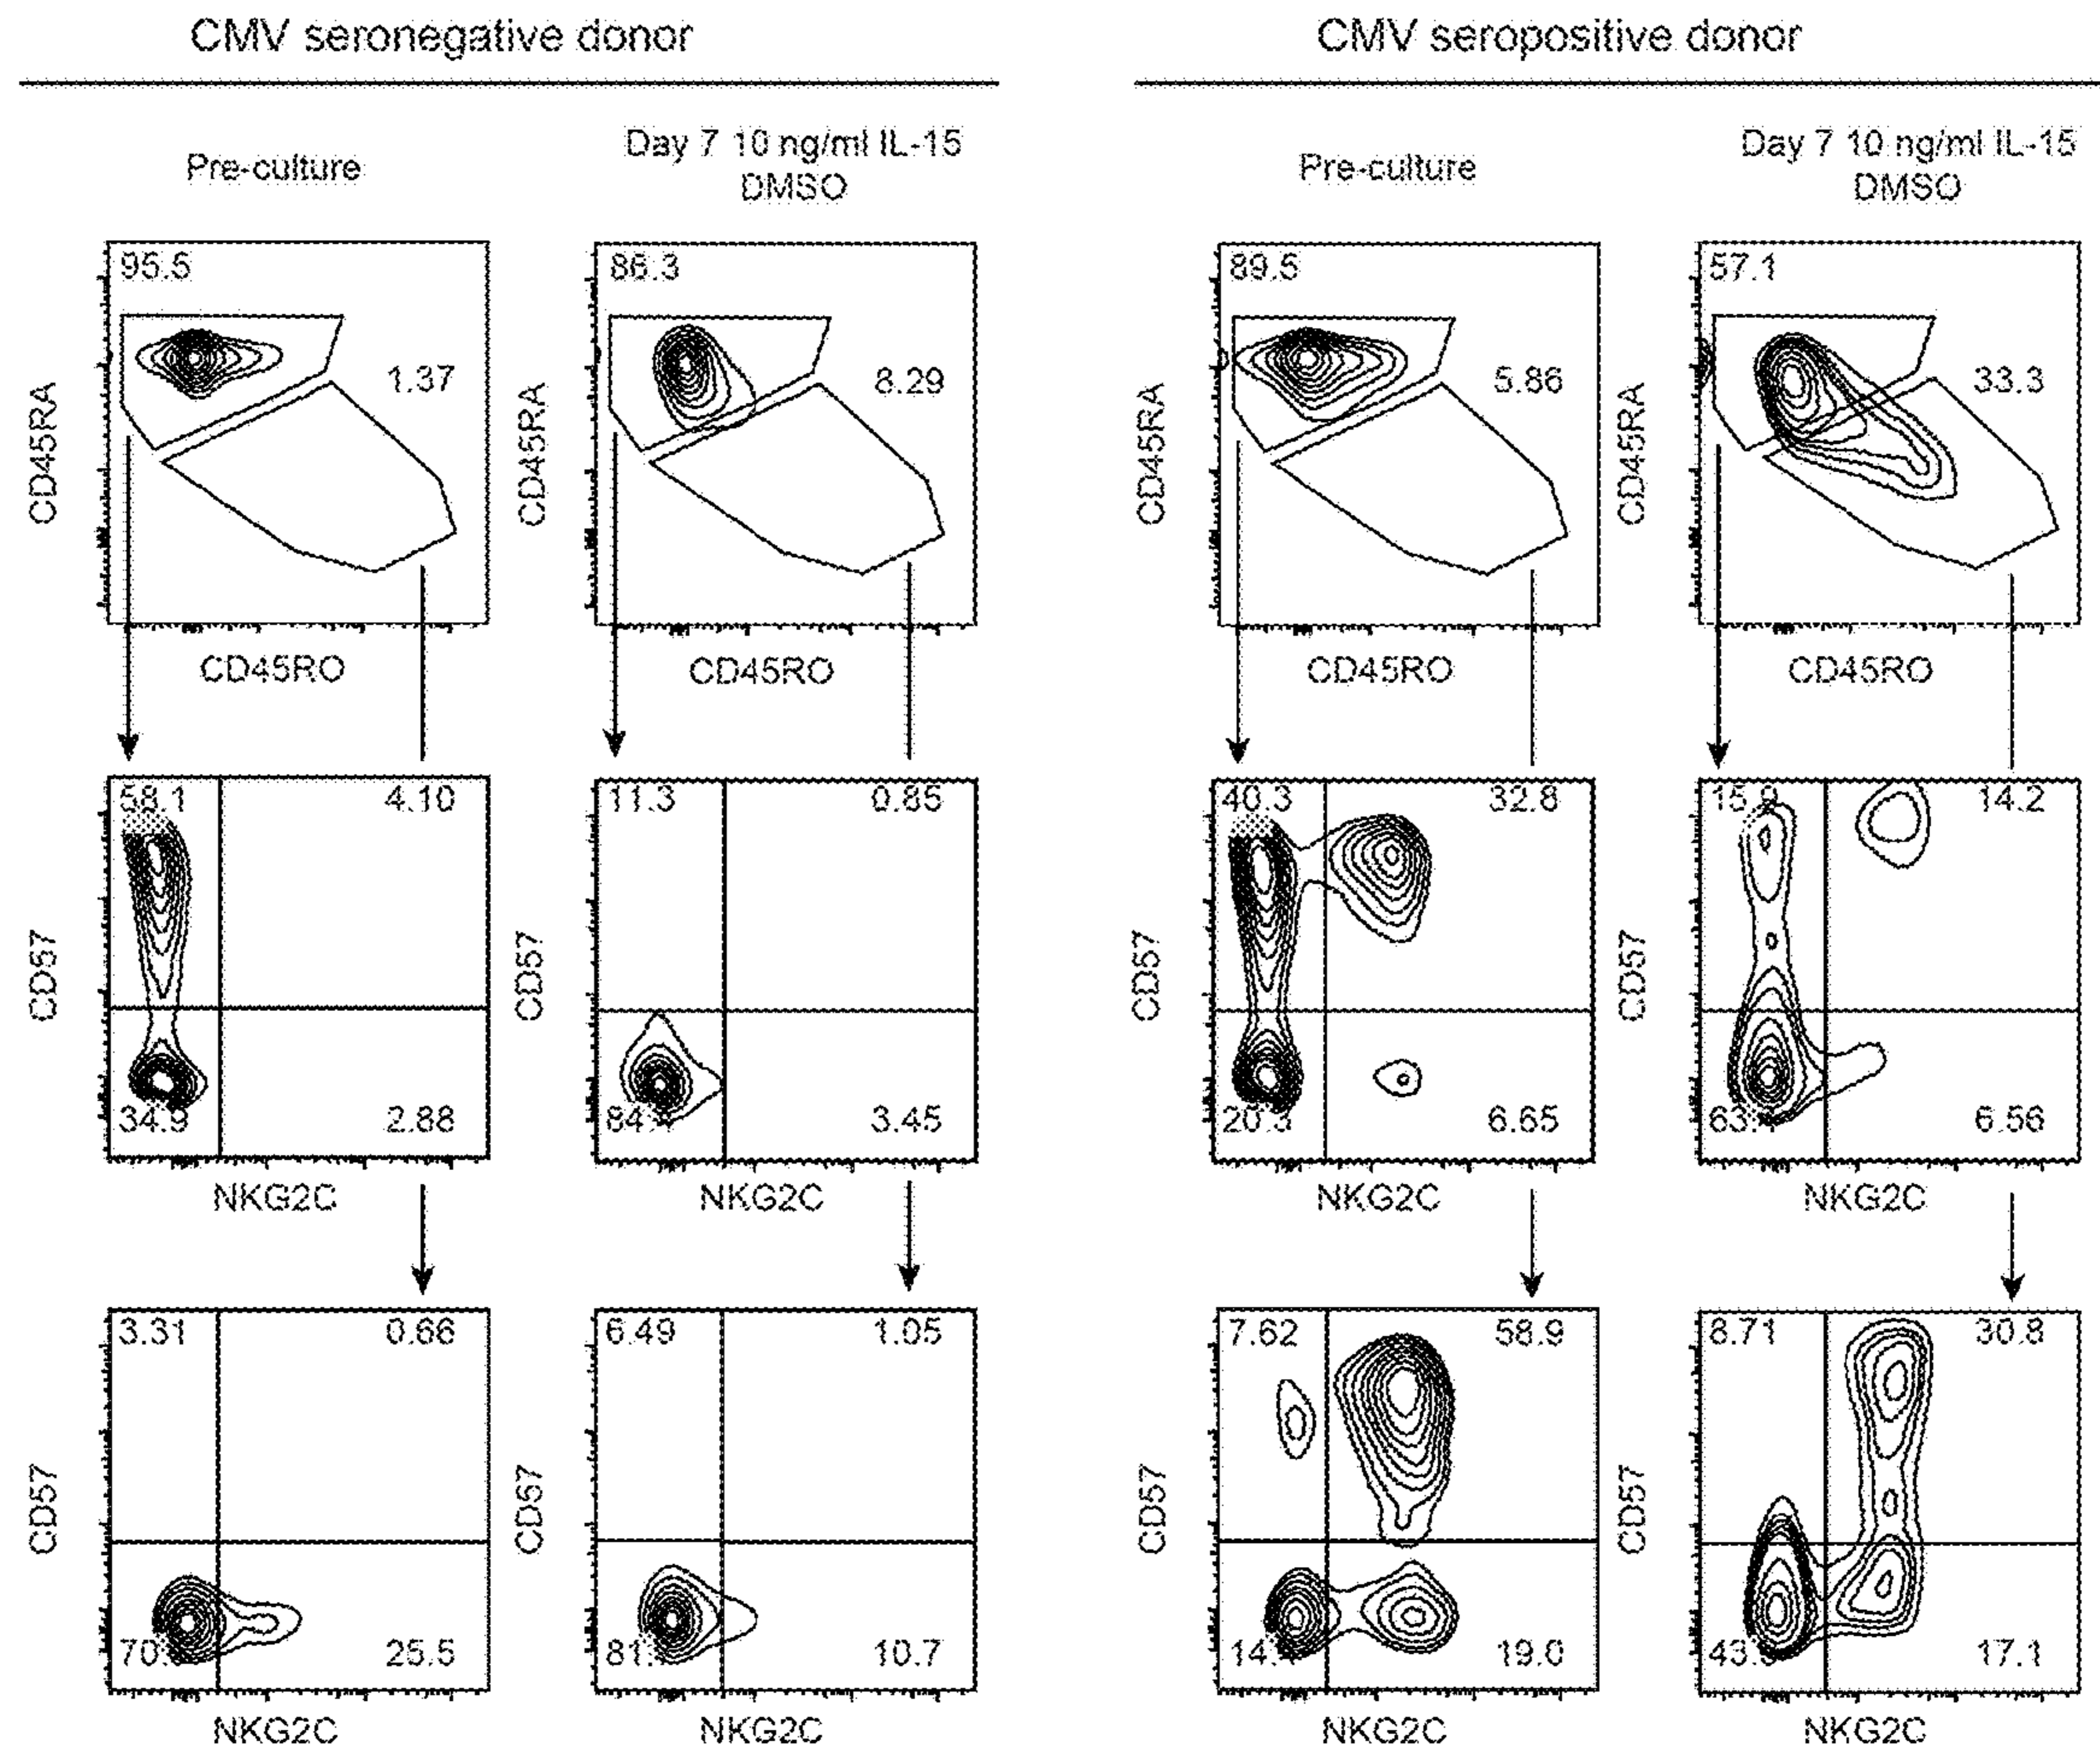 CMV seronegative donor
CMV seropositive donor
Pre-culture
Day 7 10 ng/ml IL-15
DMSO
Pre-culture
Day 7 10 ng/ml IL-15
DMSO
95.5
1.37
CD45RA
CD45RO
86.3
8.29
CD45RA
CD45RO
89.5
5.86
CD45RA
CD45RO
57.1
33.3
CD45RA
CD45RO
58.1
4.10
34.9
2.88
CD57
NKG2C
11.3
0.85
3.45
CD57
NKG2C
40.3
32.8
20.3
6.65
CD57
NKG2C
14.2
6.56
CD57
NKG2C
3.31
0.66
25.5
CD57
NKG2C
6.49
1.05
10.7
CD57
NKG2C
7.62
58.9
19.0
CD57
NKG2C
8.71
30.8
17.1
CD57
NKG2C